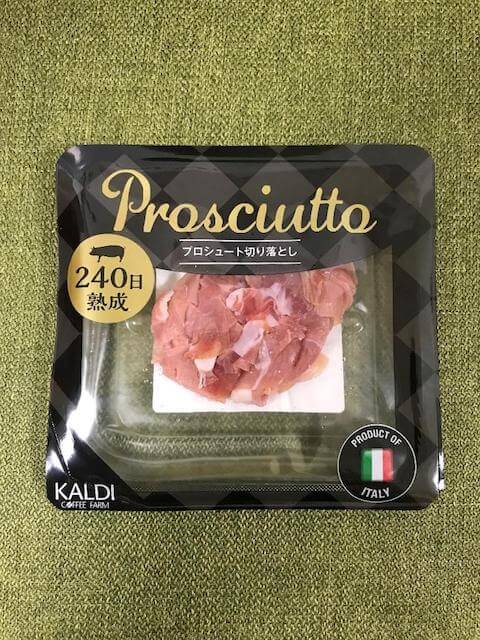 Prosciutto
プロシュート切り落とし
240日
熟成
PRODUCT OF
ITALY
KALDI
COFFEE FARM